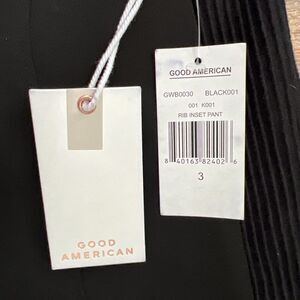 GOOD AMERICAN
GWB0030 BLACK001
001 K001
RIB INSET PANT
8 40163 82402 6
3
GOOD
AMERICAN